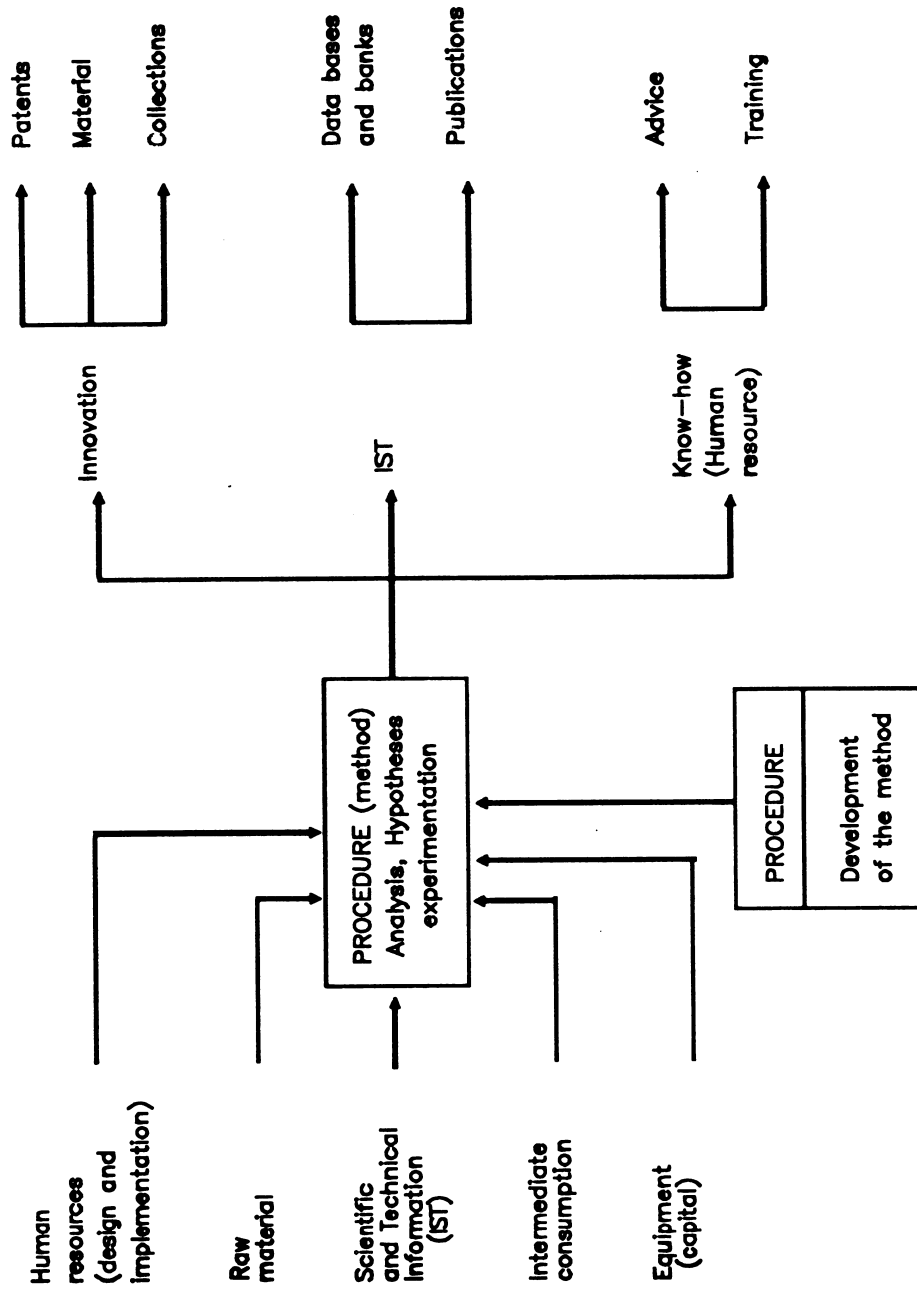 Human
resources
(design and
implementation)
Raw
material
Scientific
and Technical
Information
(IST)
Intermediate
consumption
Equipment
(capital)
PROCEDURE (method)
Analysis, Hypotheses
experimentation
PROCEDURE
Development
of the method
Innovation
IST
Know-how
(Human
resource)
Patents
Material
Collections
Data bases
and banks
Publications
Advice
Training